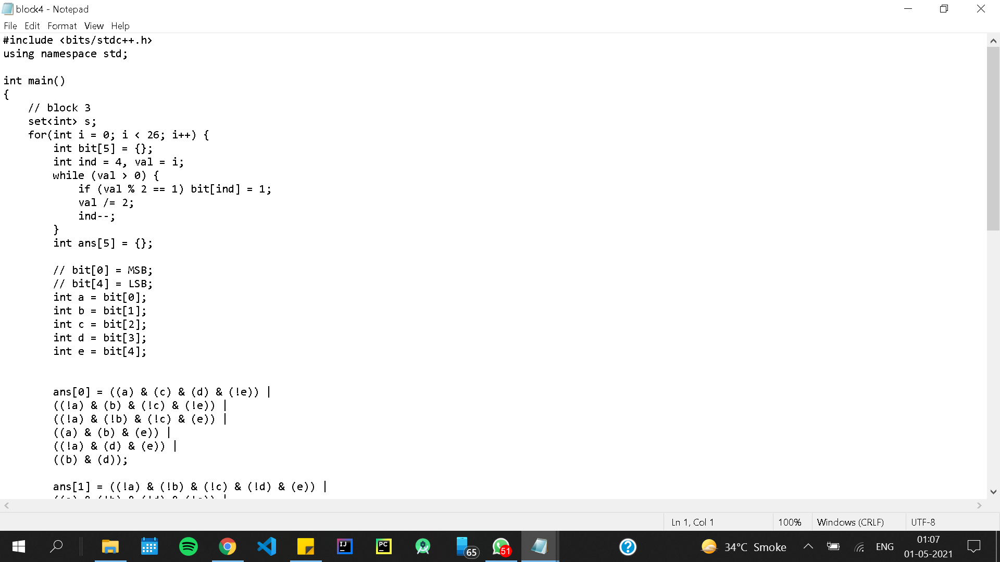 block4 - Notepad
File Edit Format View Help
#include <bits/stdc++.h>
using namespace std;

int main()
{
    // block 3
    set<int> s;
    for(int i = 0; i < 26; i++) {
        int bit[5] = {};
        int ind = 4, val = i;
        while (val > 0) {
            if (val % 2 == 1) bit[ind] = 1;
            val /= 2;
            ind--;
        }
        int ans[5] = {};

        // bit[0] = MSB;
        // bit[4] = LSB;
        int a = bit[0];
        int b = bit[1];
        int c = bit[2];
        int d = bit[3];
        int e = bit[4];

        ans[0] = ((a) & (c) & (d) & (!e)) |
        ((!a) & (b) & (!c) & (!e)) |
        ((!a) & (!b) & (!c) & (e)) |
        ((a) & (b) & (e)) |
        ((!a) & (d) & (e)) |
        ((b) & (d));

        ans[1] = ((!a) & (!b) & (!c) & (!d) & (e)) |
Ln 1, Col 1 100% Windows (CRLF) UTF-8
IJ PC 65 51 ? 34°C Smoke ENG 01:07
01-05-2021